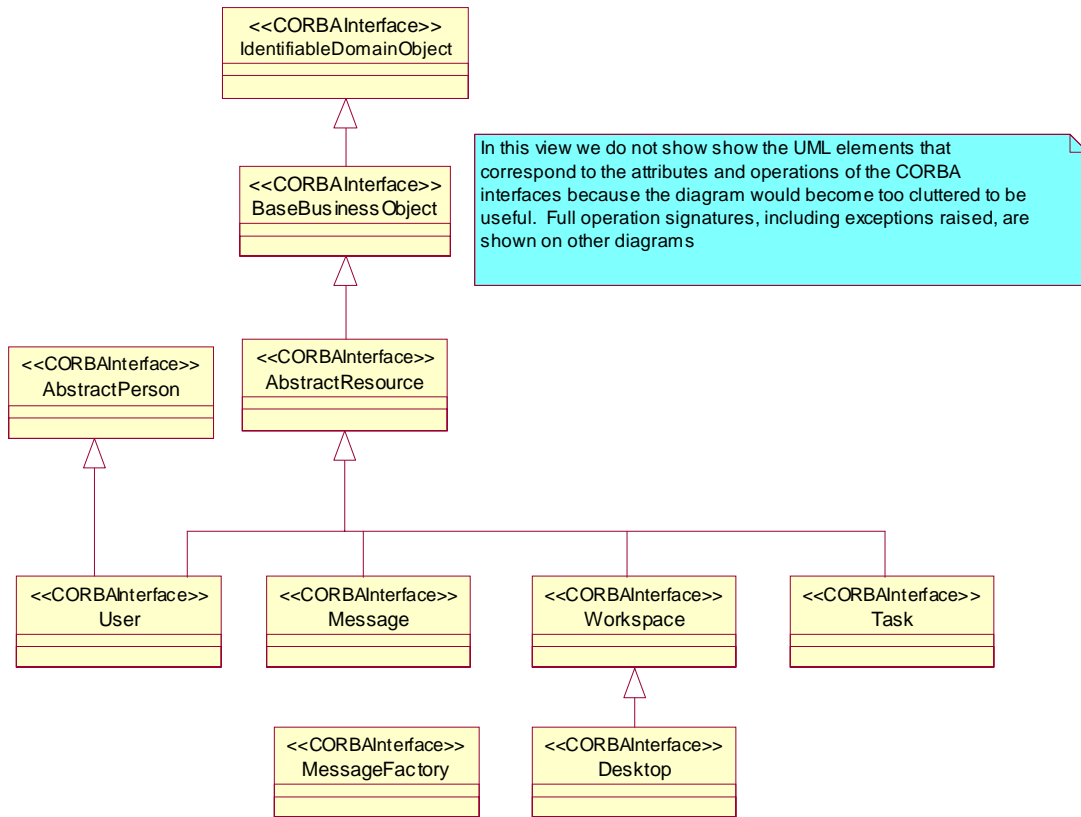 <<CORBAInterface>>
IdentifiableDomainObject
In this view we do not show show the UML elements that
correspond to the attributes and operations of the CORBA
interfaces because the diagram would become too cluttered to be
useful.  Full operation signatures, including exceptions raised, are
shown on other diagrams
<<CORBAInterface>>
BaseBusinessObject
<<CORBAInterface>>
AbstractPerson
<<CORBAInterface>>
AbstractResource
<<CORBAInterface>>
User
<<CORBAInterface>>
Message
<<CORBAInterface>>
Workspace
<<CORBAInterface>>
Task
<<CORBAInterface>>
MessageFactory
<<CORBAInterface>>
Desktop